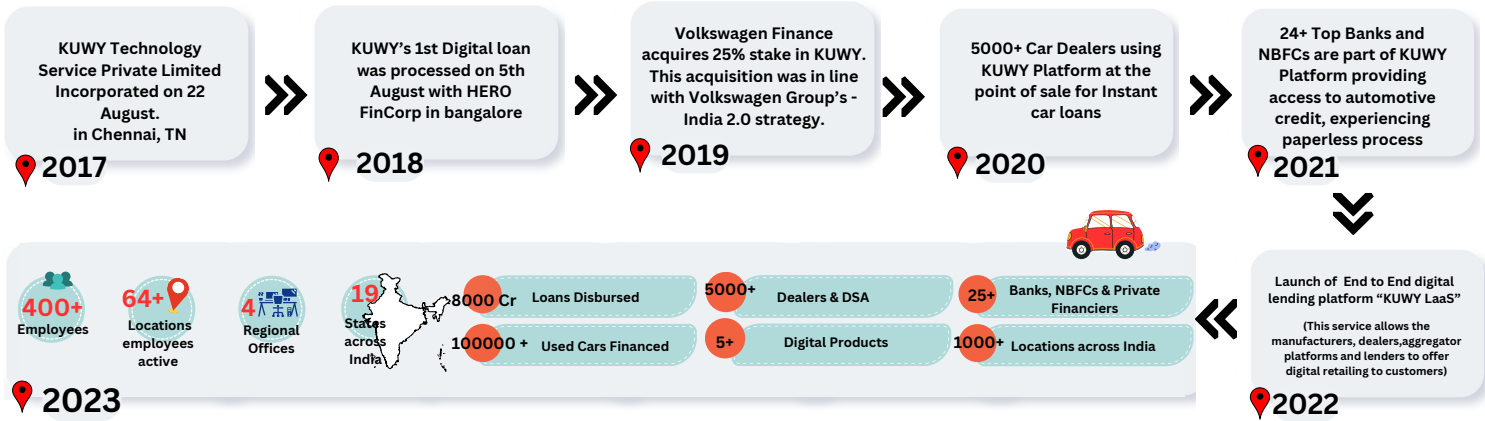 KUWY Technology
Service Private Limited
Incorporated on 22
August.
in Chennai, TN
2017
KUWY's 1st Digital loan
was processed on 5th
August with HERO
FinCorp in bangalore
2018
Volkswagen Finance
acquires 25% stake in KUWY.
This acquisition was in line
with Volkswagen Group's -
India 2.0 strategy.
2019
5000+ Car Dealers using
KUWY Platform at the
point of sale for Instant
car loans
2020
24+ Top Banks and
NBFCs are part of KUWY
Platform providing
access to automotive
credit, experiencing
paperless process
2021
Launch of End to End digital
lending platform "KUWY LaaS"
(This service allows the
manufacturers, dealers,aggregator
platforms and lenders to offer
digital retailing to customers)
2022
400+
Employees
64+
Locations
employees
active
4
Regional
Offices
19
States
across
India
8000 Cr
Loans Disbursed
100000 +
Used Cars Financed
5000+
Dealers & DSA
5+
Digital Products
25+
Banks, NBFCs & Private
Financiers
1000+
Locations across India
2023